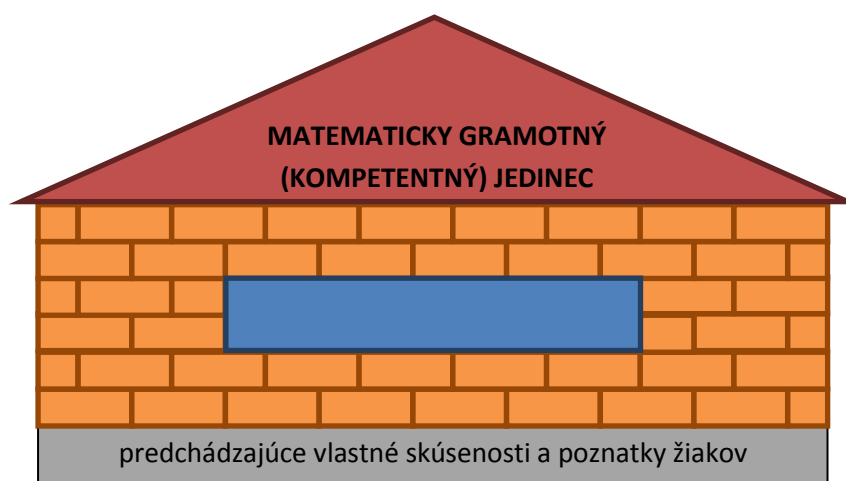 MATEMATICKY GRAMOTNÝ
(KOMPETENTNÝ) JEDINEC
predchádzajúce vlastné skúsenosti a poznatky žiakov